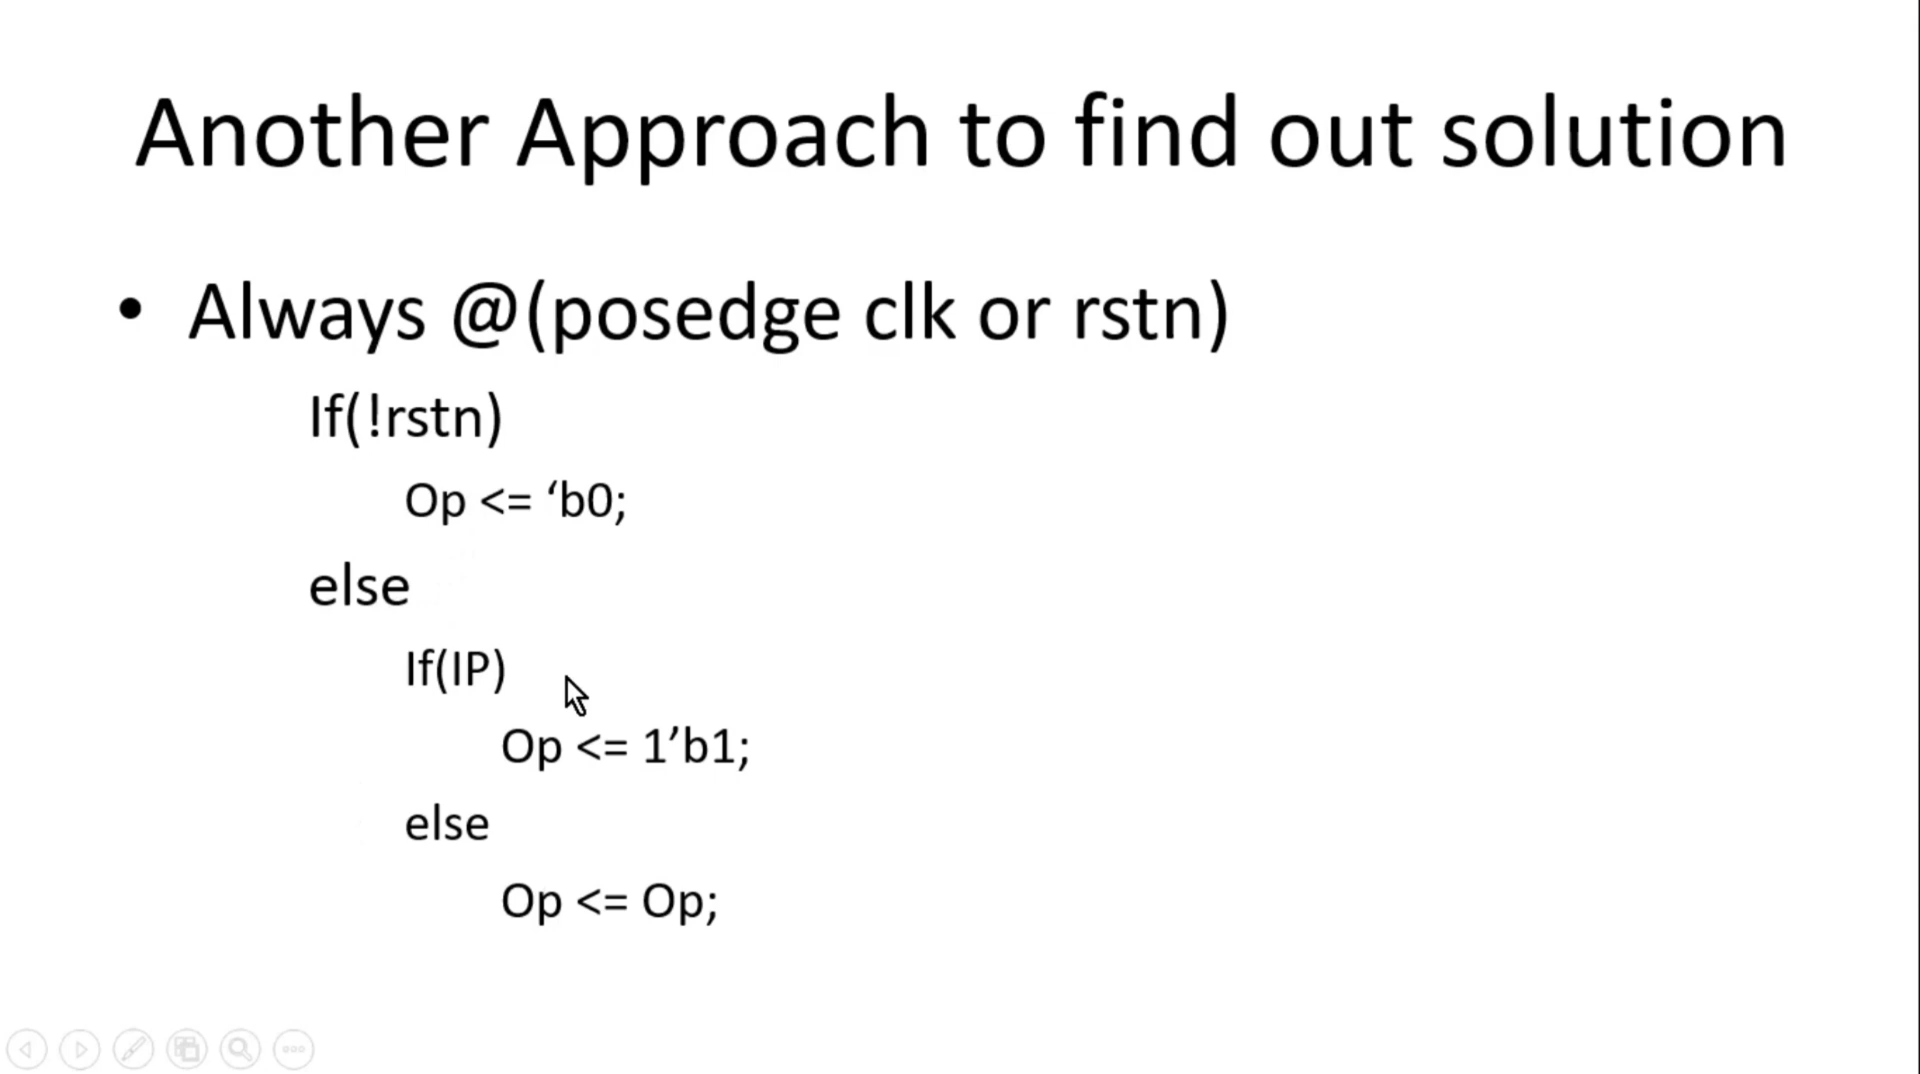 Another Approach to find out solution
• Always @(posedge clk or rstn)
If(!rstn)
Op <= ‘b0;
else
If(IP)
Op <= 1’b1;
else
Op <= Op;